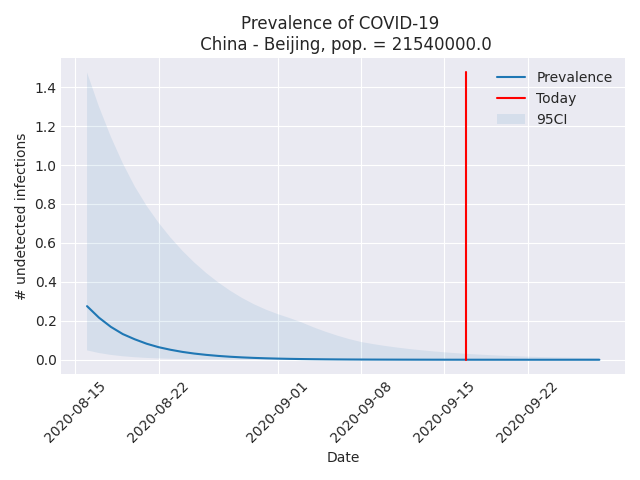 Prevalence of COVID-19
China - Beijing, pop. = 21540000.0
Prevalence
Today
95CI
# undetected infections
1.4
1.2
1.0
0.8
0.6
0.4
0.2
0.0
2020-08-15
2020-08-22
2020-09-01
2020-09-08
2020-09-15
2020-09-22
Date